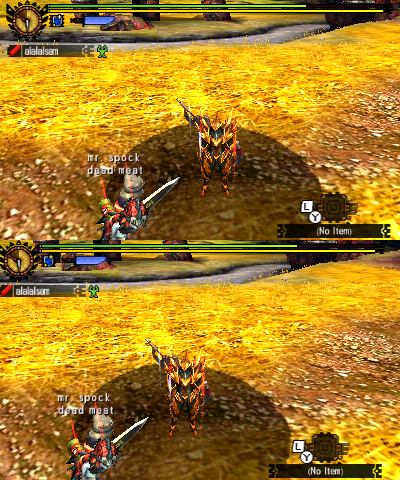 alalalsam
mr. spock
dead meat
L
Y
(No Item)
alalalsam
mr. spock
dead meat
L
Y
(No Item)